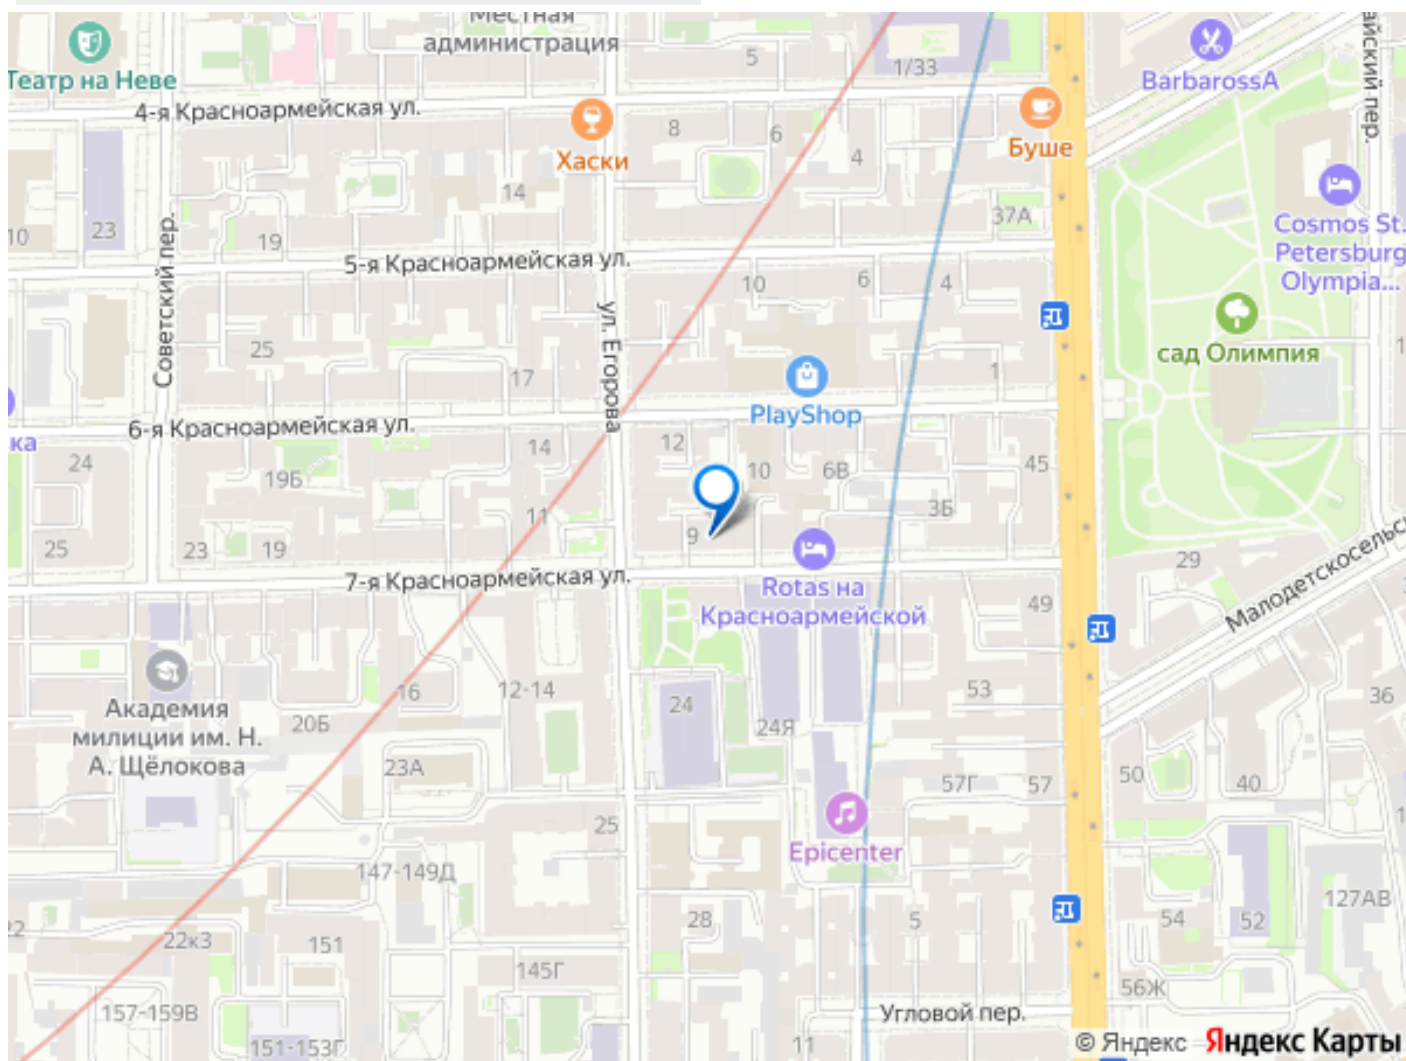 Местная
администрация
5
1/33
BarbarossA
айский пер.
Театр на Неве
4-я Красноармейская ул.
Хаски
8
6
4
Буше
14
37А
10
23
19
Советский пер.
Cosmos St.
Petersburg
Olympia...
5-я Красноармейская ул.
10
6
4
ул. Егорова
25
17
1
сад Олимпия
PlayShop
6-я Красноармейская ул.
ка
24
19Б
14
12
10
6В
45
3Б
11
9
25
23
19
29
Малодетскосельс
7-я Красноармейская ул.
Rotas на
Красноармейской
49
Академия
милиции им. Н.
А. Щёлокова
16
12-14
20Б
24
24Я
53
36
23А
57Г
57
50
40
25
Epicenter
147-149Д
127АВ
22к3
151
28
5
54
52
145Г
157-159В
56Ж
Угловой пер.
151-153Г
11
© Яндекс Яндекс Карты